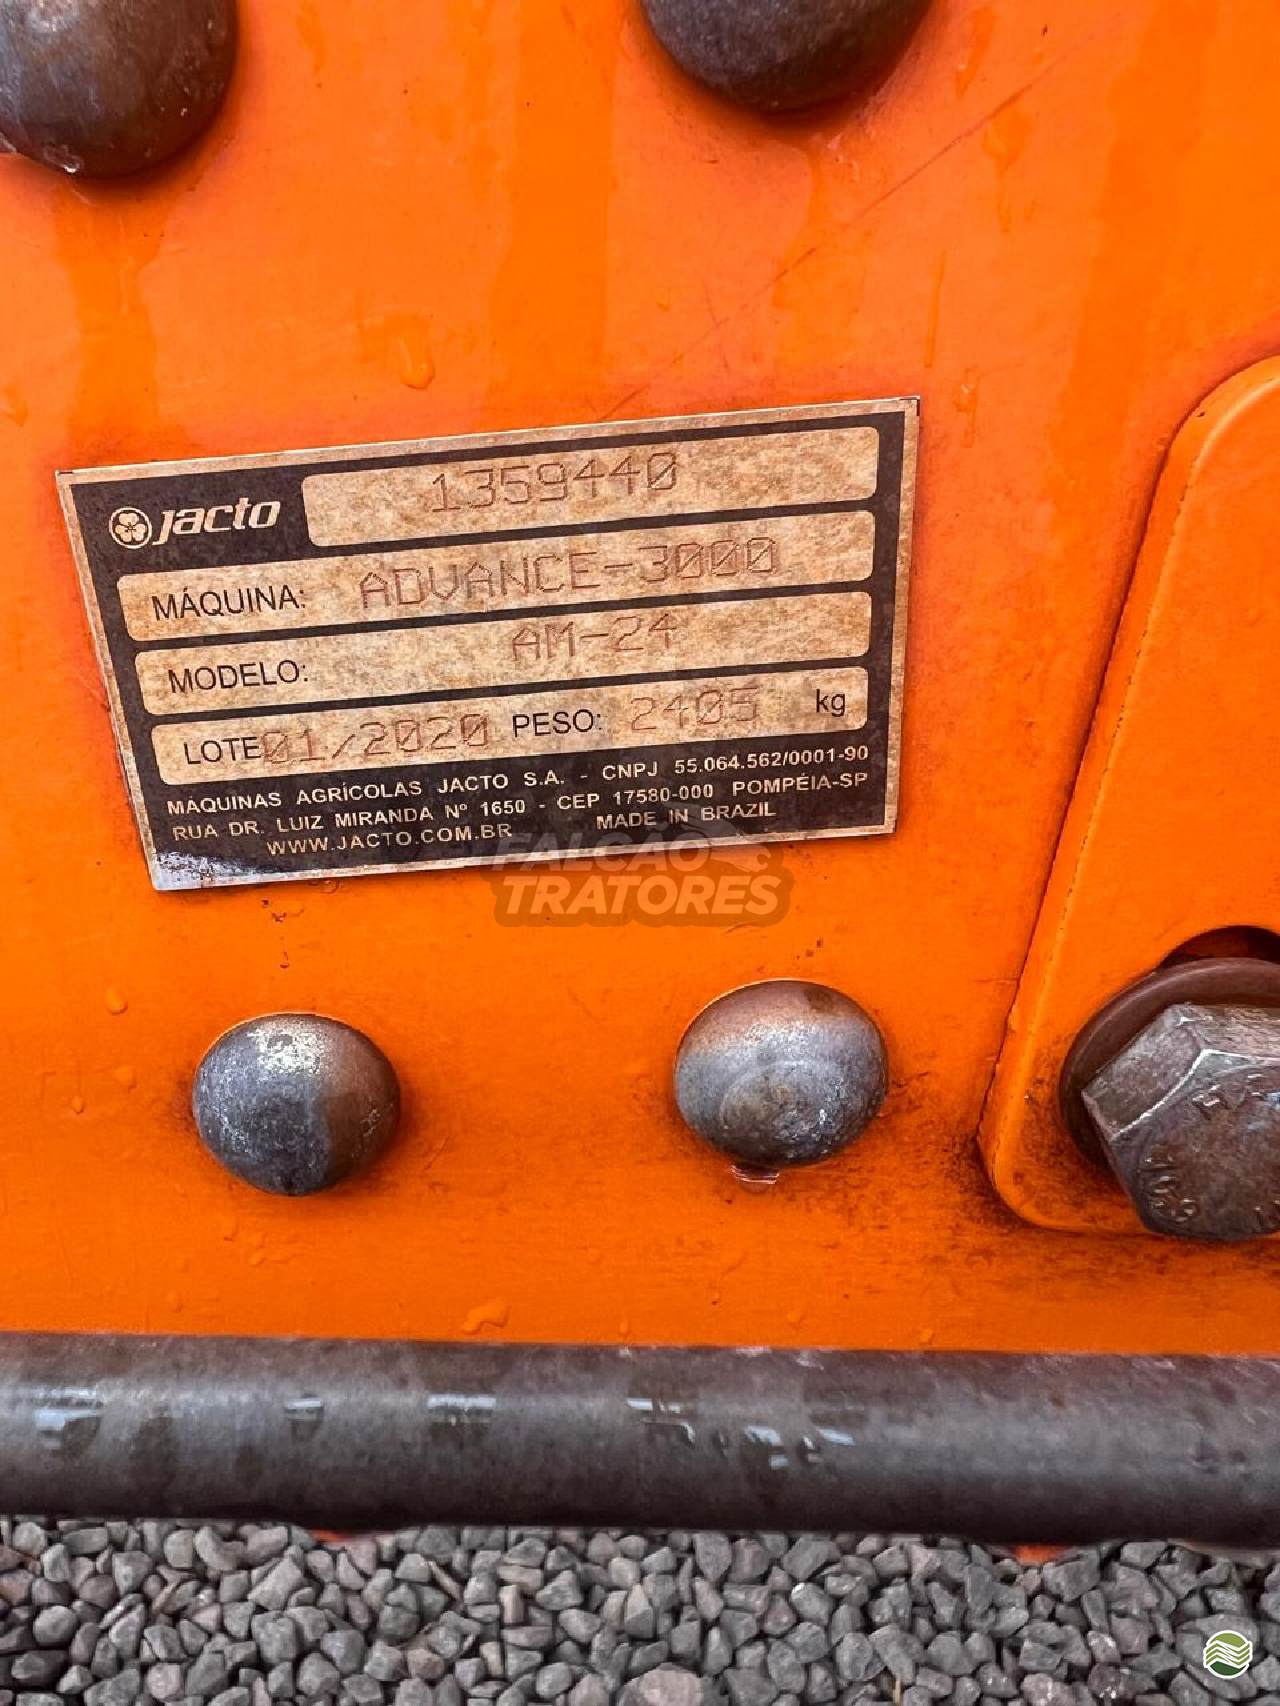 jacto 1359440
MÁQUINA: ADVANCE-3000
MODELO: AM-24
LOTE 01/2020 PESO: 2405 kg
MÁQUINAS AGRÍCOLAS JACTO S.A. - CNPJ 55.064.562/0001-90
RUA DR. LUIZ MIRANDA Nº 1650 - CEP 17580-000 POMPÉIA-SP
WWW.JACTO.COM.BR MADE IN BRAZIL
FALCÃO
TRATORES